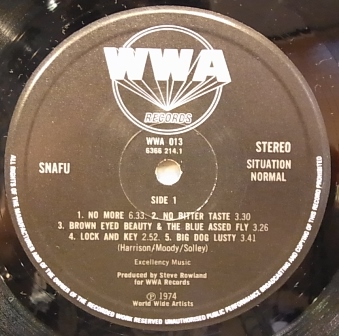 WWA
RECORDS
WWA 013
6366 214.1
SNAFU
STEREO
SITUATION
NORMAL
SIDE 1
1. NO MORE 6.33. 2. NO BITTER TASTE 3.30
3. BROWN EYED BEAUTY & THE BLUE ASSED FLY 3.26
4. LOCK AND KEY 2.52. 5. BIG DOG LUSTY 3.41
(Harrison/Moody/Solley)
Excellency Music
Produced by Steve Rowland
for WWA Records
Ⓟ 1974
World Wide Artists
ALL RIGHTS OF THE MANUFACTURER AND OF THE OWNER OF THE RECORDED WORK RESERVED UNAUTHORISED PUBLIC PERFORMANCE BROADCASTING AND COPYING OF THIS RECORD PROHIBITED